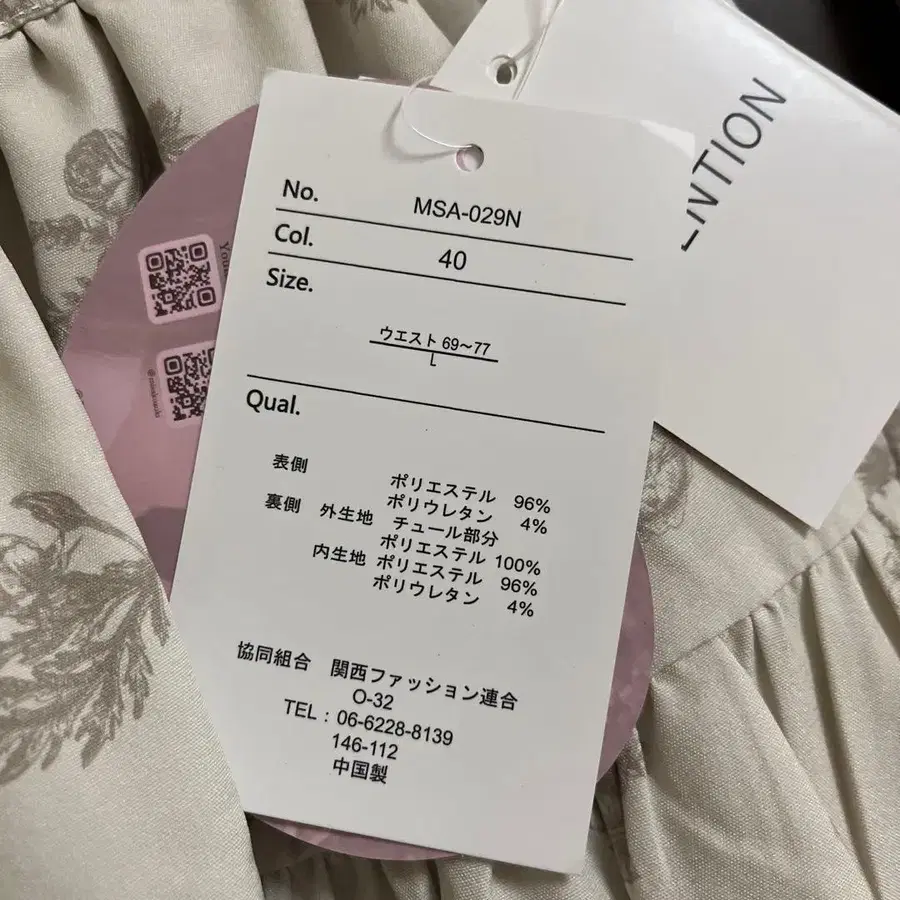 No. MSA-029N
Col. 40
Size.
ウエスト 69～77
L
Qual.
表側 ポリエステル 96%
ポリウレタン 4%
裏側 外生地 チュール部分
ポリエステル 100%
内生地 ポリエステル 96%
ポリウレタン 4%
協同組合 関西ファッション連合
O-32
TEL：06-6228-8139
146-112
中国製